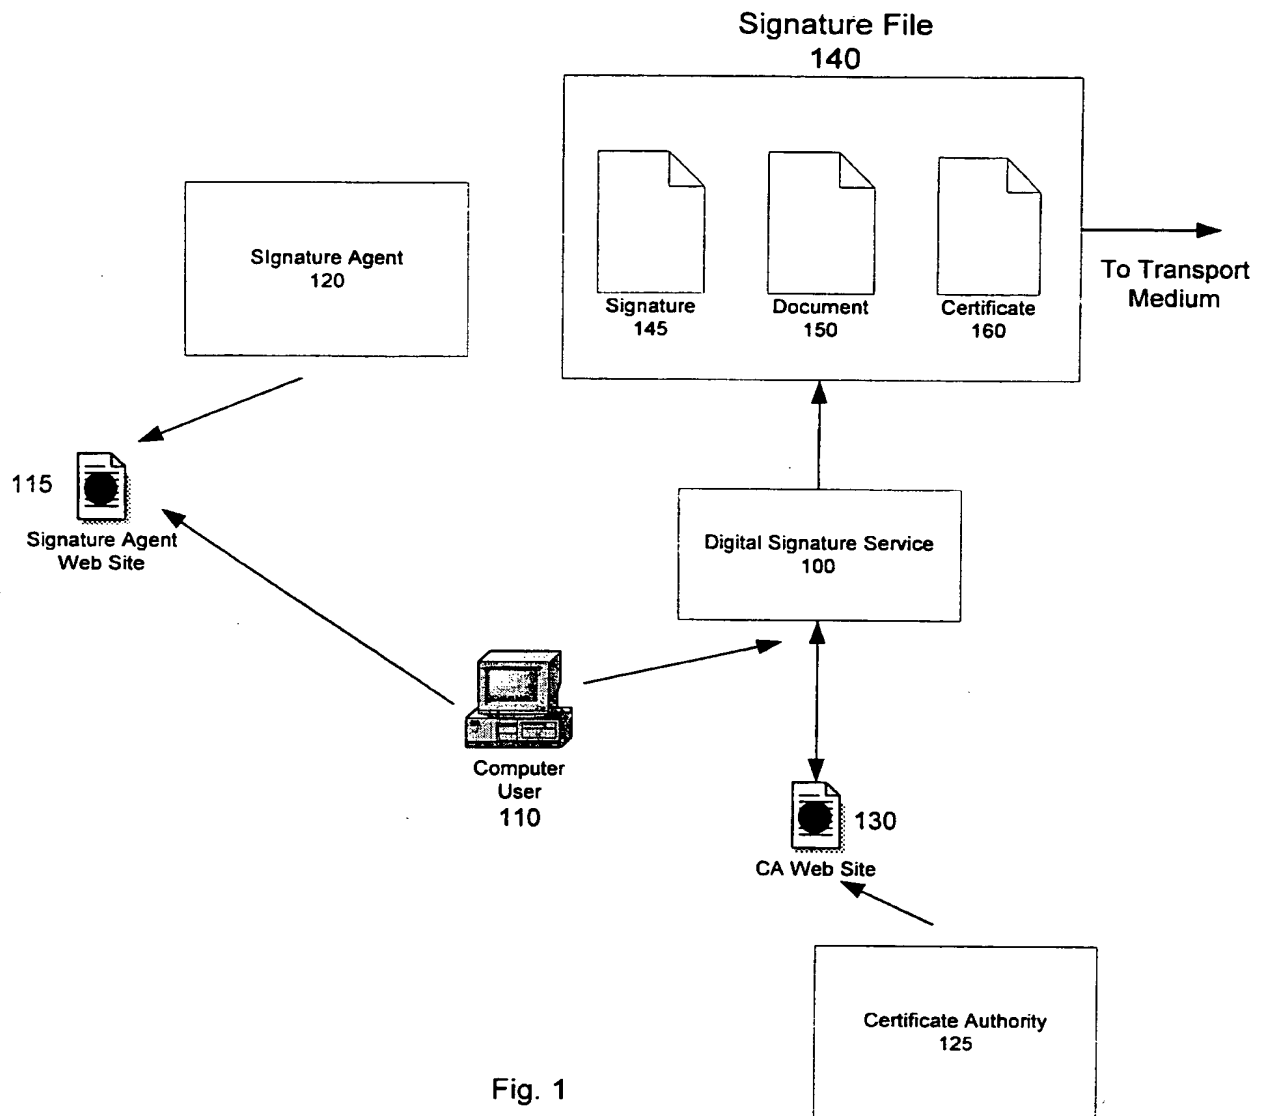 Signature File
140
SIgnature Agent
120
Signature
145
Document
150
Certificate
160
To Transport
Medium
115
Signature Agent
Web Site
Digital Signature Service
100
Computer
User
110
130
CA Web Site
Certificate Authority
125
Fig. 1